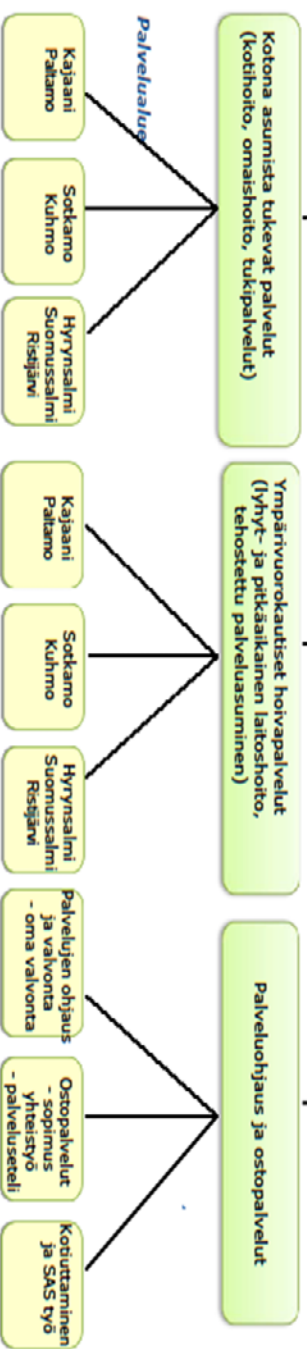 Kotona asumista tukevat palvelut
(kotihoito, omaishoito, tukipalvelut)
Palvelualue
Kajaani
Paltamo
Sotkamo
Kuhmo
Hyrynsalmi
Suomussalmi
Ristijärvi
Ympärivuorokautiset hoivapalvelut
(lyhyt- ja pitkäaikainen laitoshoito,
tehostettu palveluasuminen)
Kajaani
Paltamo
Sotkamo
Kuhmo
Hyrynsalmi
Suomussalmi
Ristijärvi
Palveluohjaus ja ostopalvelut
Palvelujen ohjaus
ja valvonta
- oma valvonta
Ostopalvelut
- sopimus
yhteistyö
- palveluseteli
Kotiuttaminen
ja SAS työ